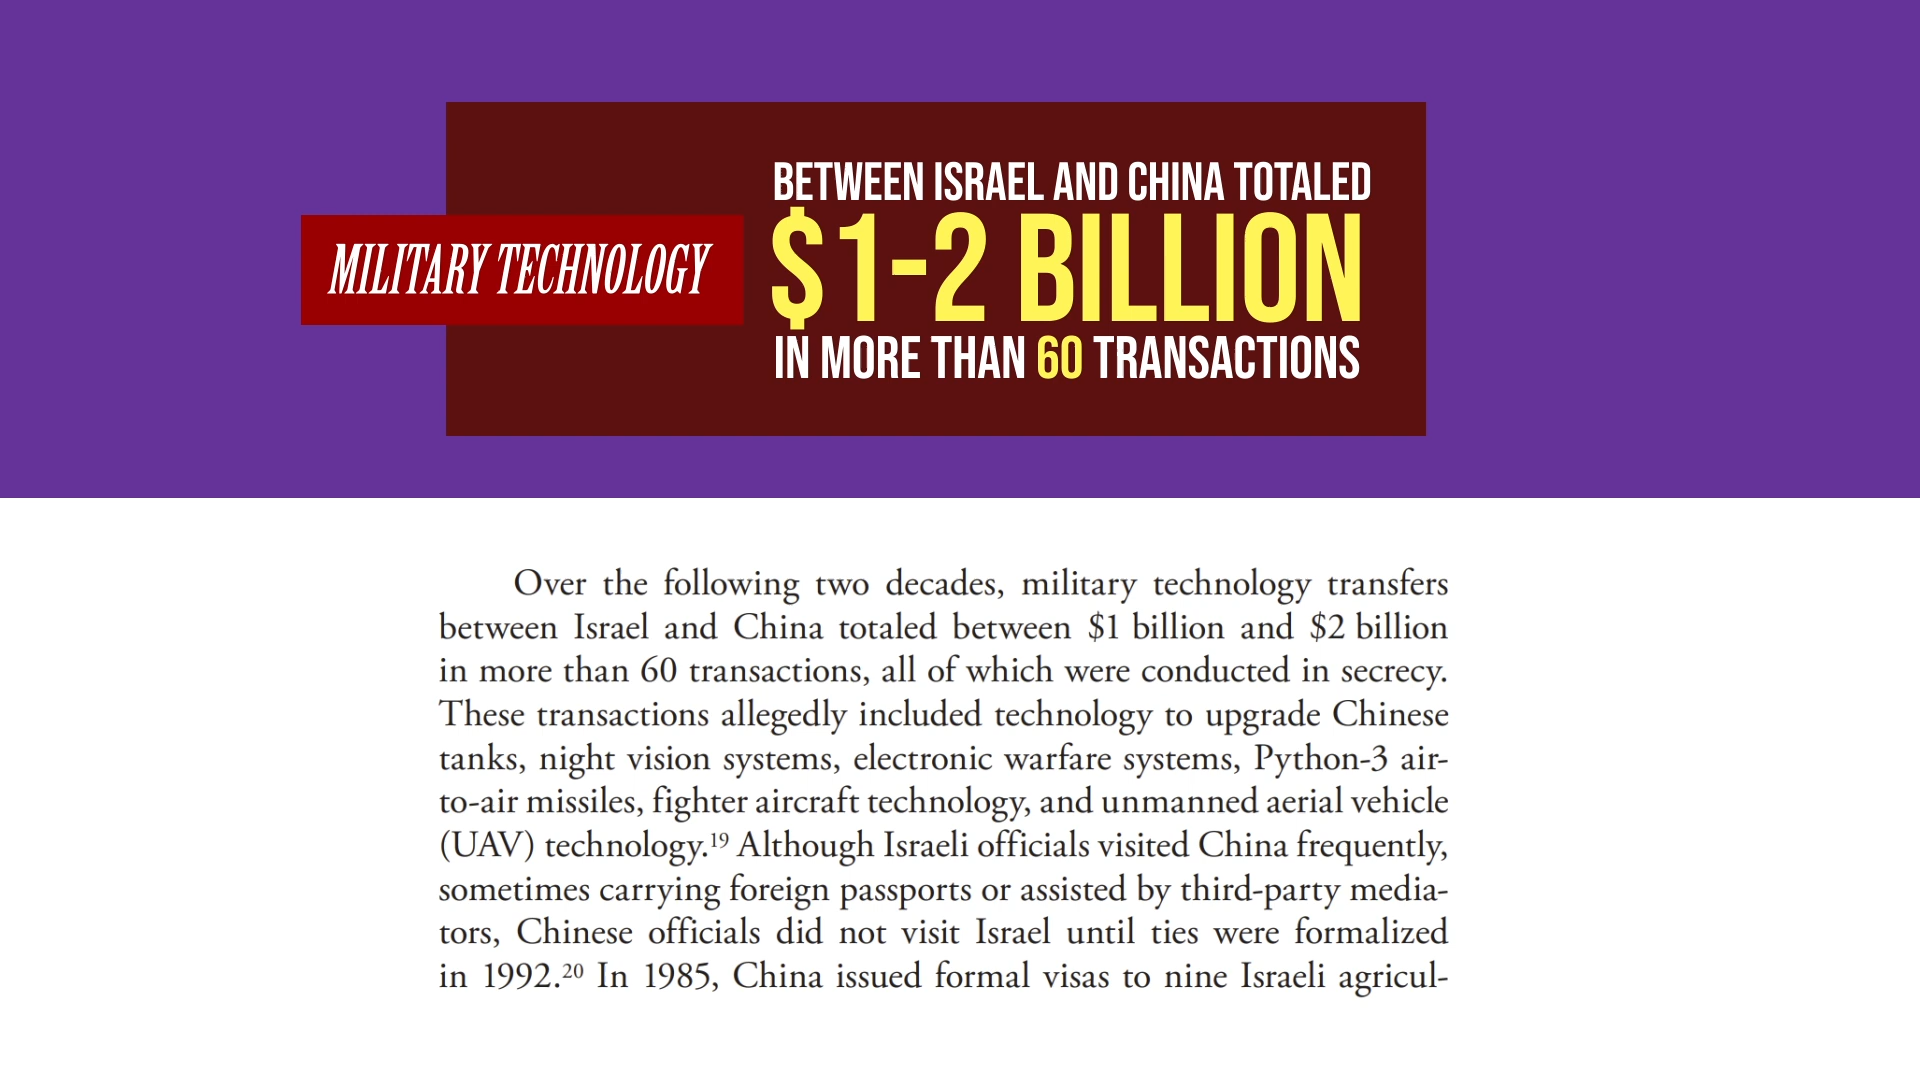 MILITARY TECHNOLOGY
BETWEEN ISRAEL AND CHINA TOTALED
$1-2 BILLION
IN MORE THAN 60 TRANSACTIONS
Over the following two decades, military technology transfers
between Israel and China totaled between $1 billion and $2 billion
in more than 60 transactions, all of which were conducted in secrecy.
These transactions allegedly included technology to upgrade Chinese
tanks, night vision systems, electronic warfare systems, Python-3 air-
to-air missiles, fighter aircraft technology, and unmanned aerial vehicle
(UAV) technology.¹⁹ Although Israeli officials visited China frequently,
sometimes carrying foreign passports or assisted by third-party media-
tors, Chinese officials did not visit Israel until ties were formalized
in 1992.²⁰ In 1985, China issued formal visas to nine Israeli agricul-